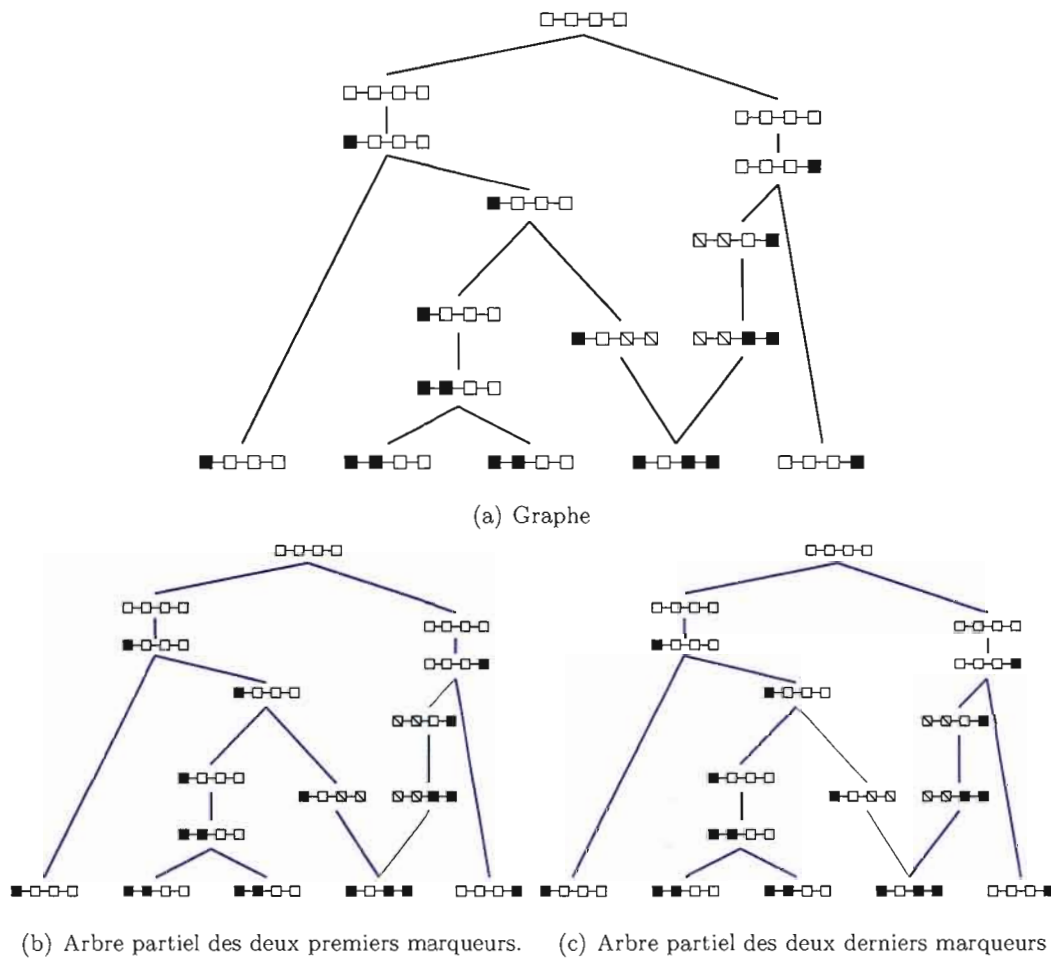 (a) Graphe
(b) Arbre partiel des deux premiers marqueurs.
(c) Arbre partiel des deux derniers marqueurs